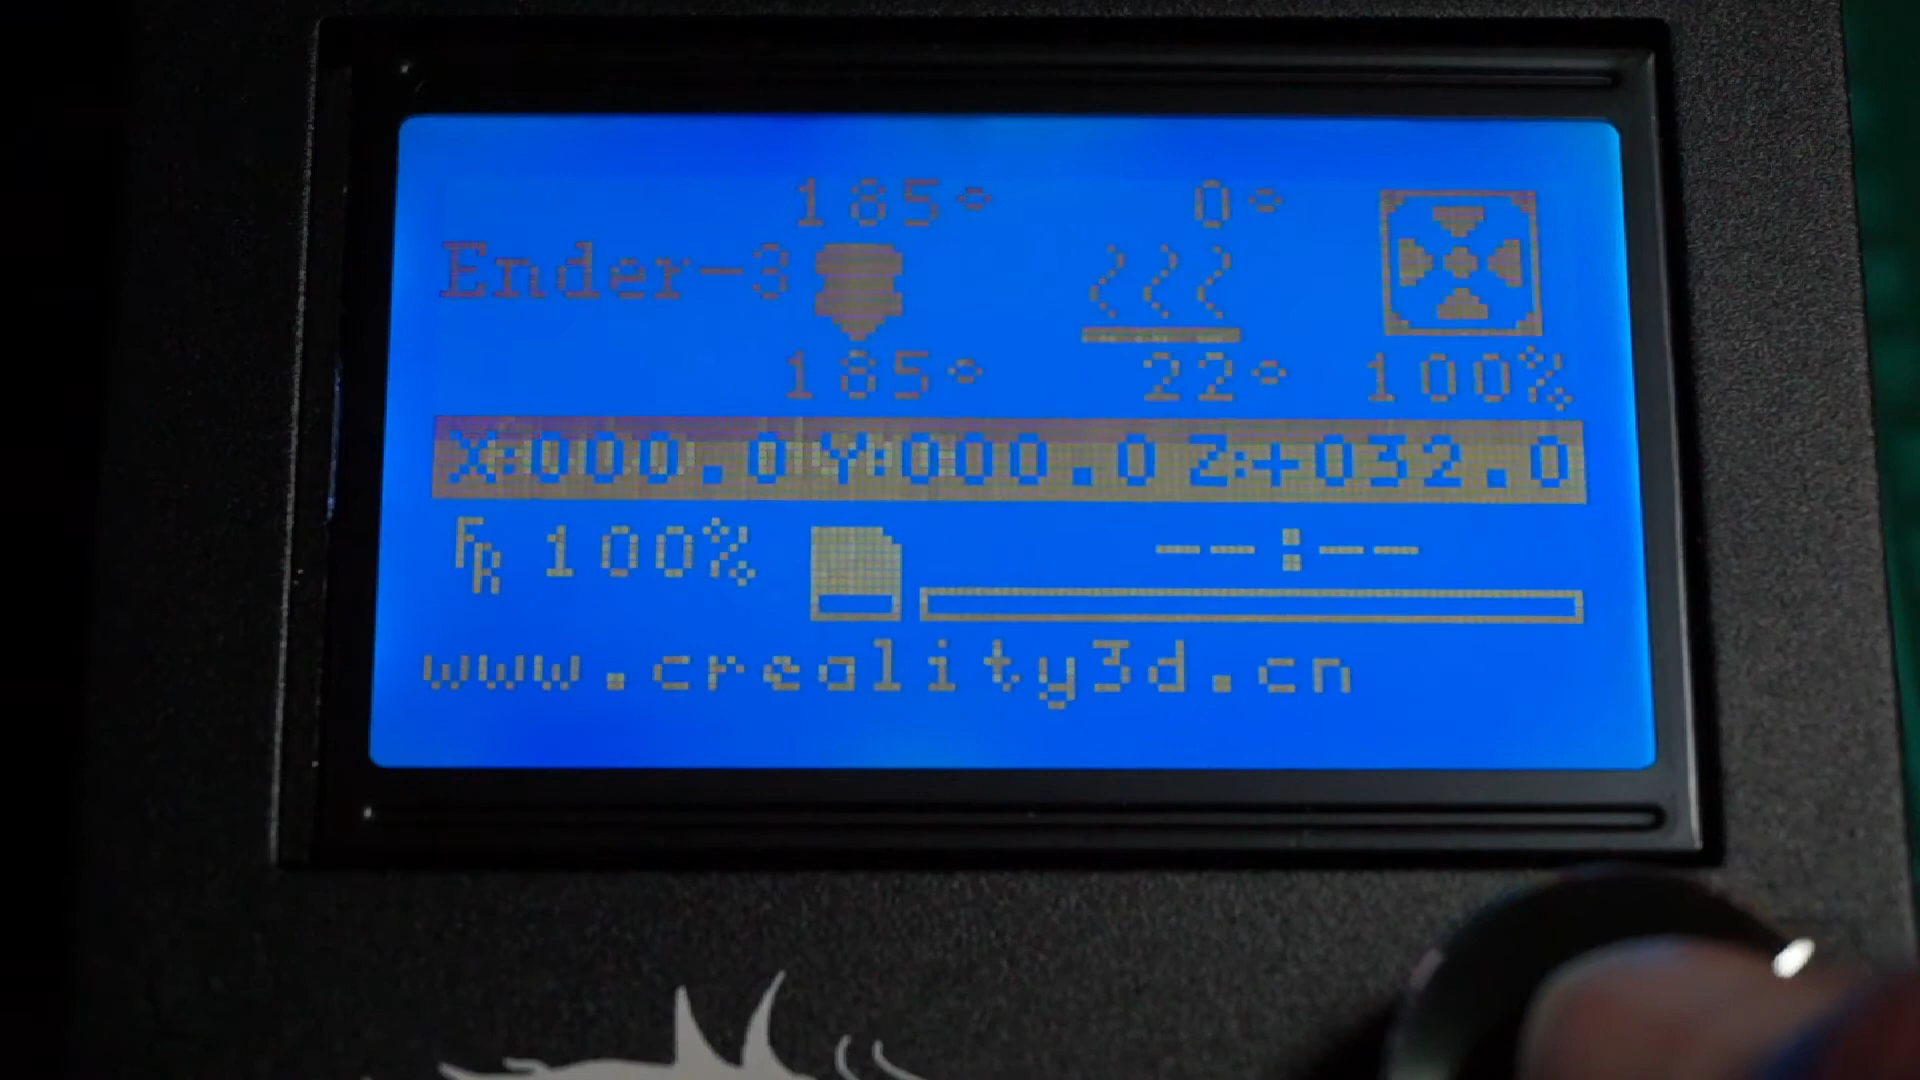 185° 0°
Ender-3
185° 22° 100%
X:000.0 Y:000.0 Z:+032.0
FR 100% --:--
www.creality3d.cn